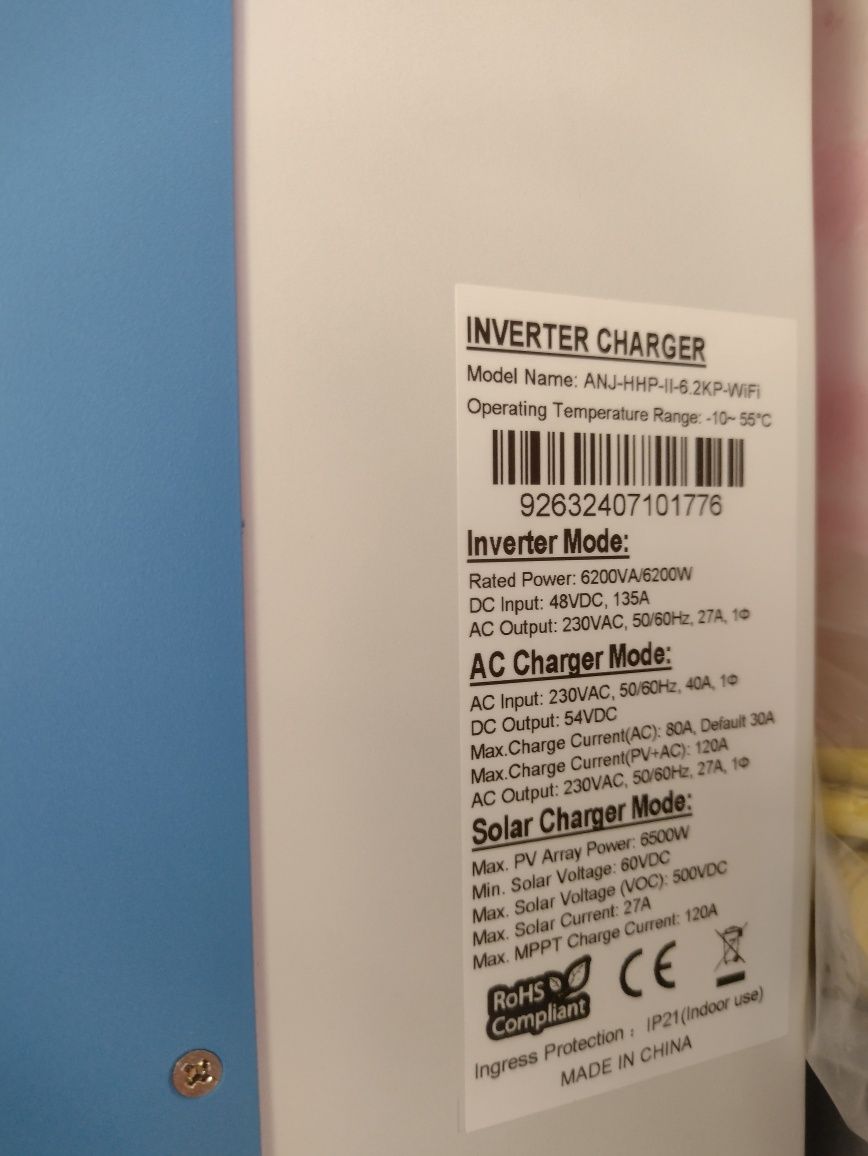 INVERTER CHARGER
Model Name: ANJ-HHP-II-6.2KP-WiFi
Operating Temperature Range: -10~ 55°C
92632407101776
Inverter Mode:
Rated Power: 6200VA/6200W
DC Input: 48VDC, 135A
AC Output: 230VAC, 50/60Hz, 27A, 1Φ
AC Charger Mode:
AC Input: 230VAC, 50/60Hz, 40A, 1Φ
DC Output: 54VDC
Max.Charge Current(AC): 80A, Default 30A
Max.Charge Current(PV+AC): 120A
AC Output: 230VAC, 50/60Hz, 27A, 1Φ
Solar Charger Mode:
Max. PV Array Power: 6500W
Min. Solar Voltage: 60VDC
Max. Solar Voltage (VOC): 500VDC
Max. Solar Current: 27A
Max. MPPT Charge Current: 120A
RoHS
Compliant
CE
Ingress Protection : IP21(Indoor use)
MADE IN CHINA